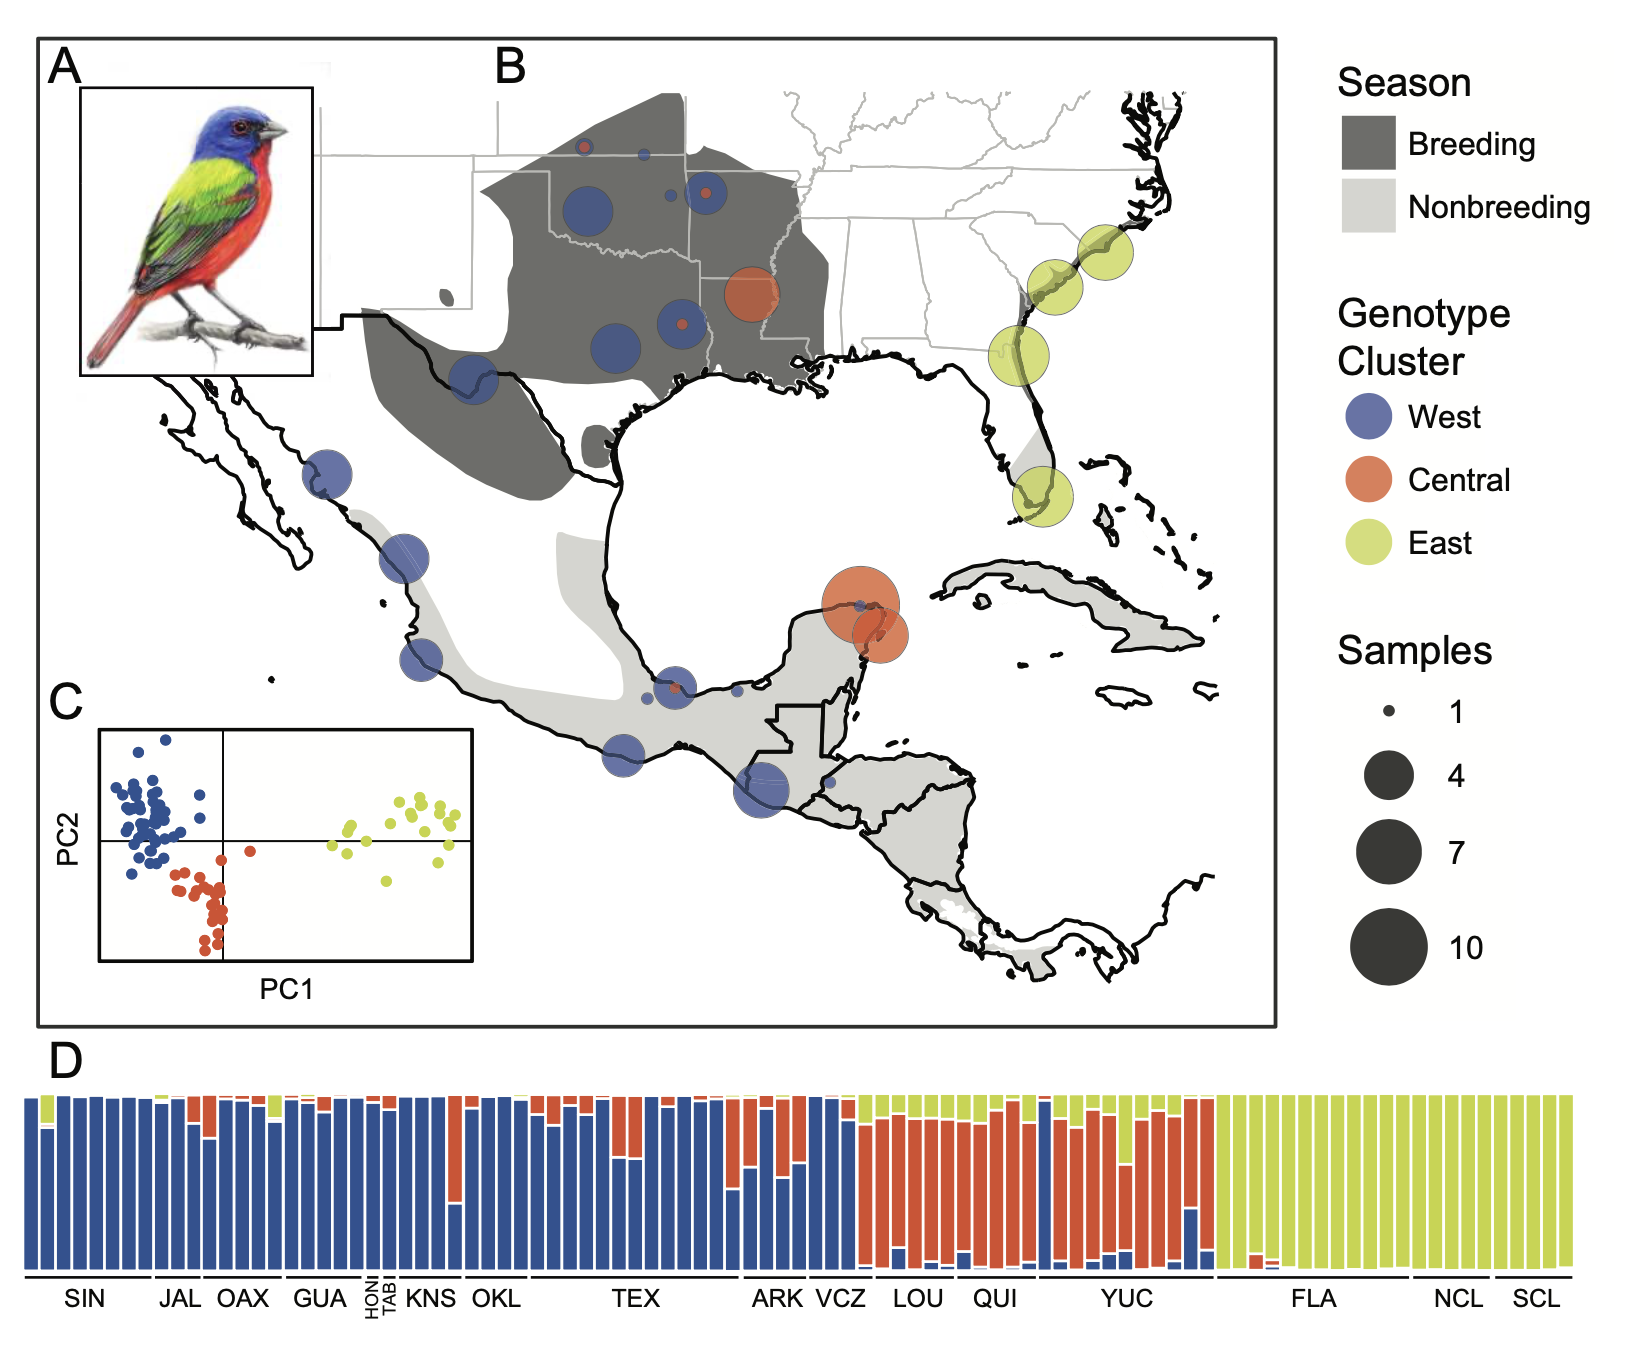 A
B
Season
Breeding
Nonbreeding
Genotype
Cluster
West
Central
East
Samples
1
4
7
10
C
PC2
PC1
D
SIN JAL OAX GUA HON TAB KNS OKL TEX ARK VCZ LOU QUI YUC FLA NCL SCL